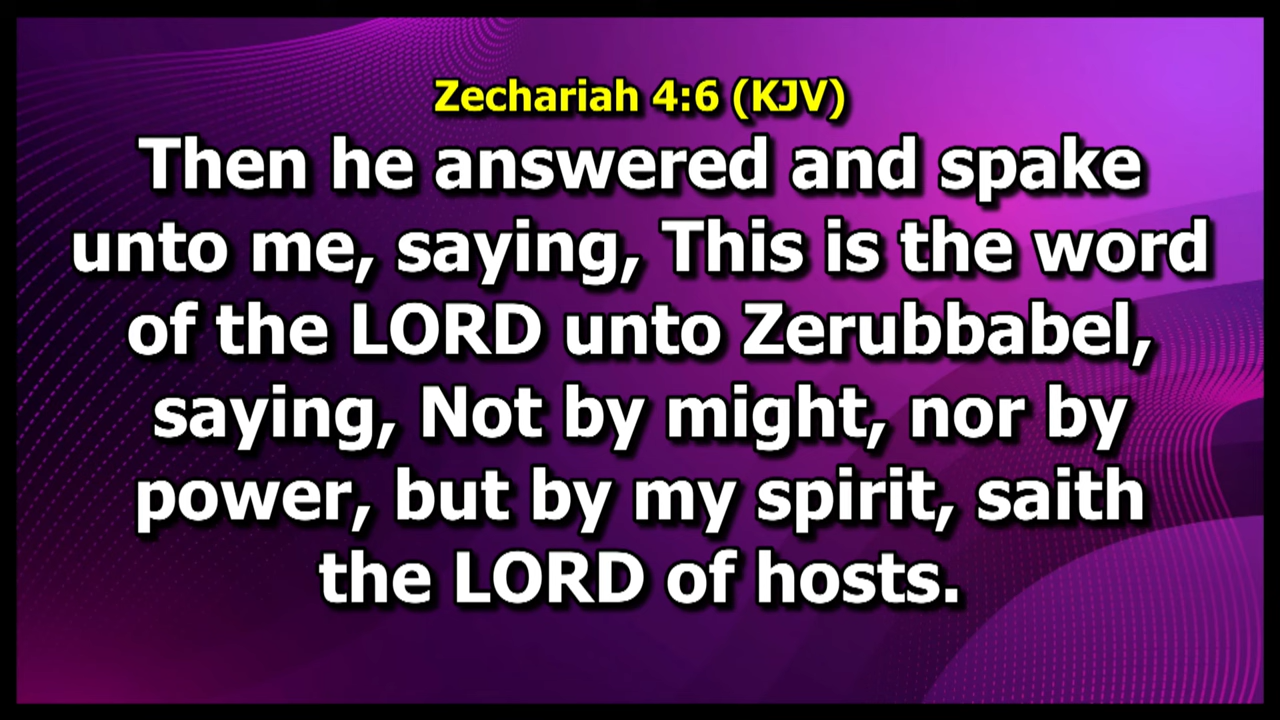 Zechariah 4:6 (KJV)
Then he answered and spake
unto me, saying, This is the word
of the LORD unto Zerubbabel,
saying, Not by might, nor by
power, but by my spirit, saith
the LORD of hosts.